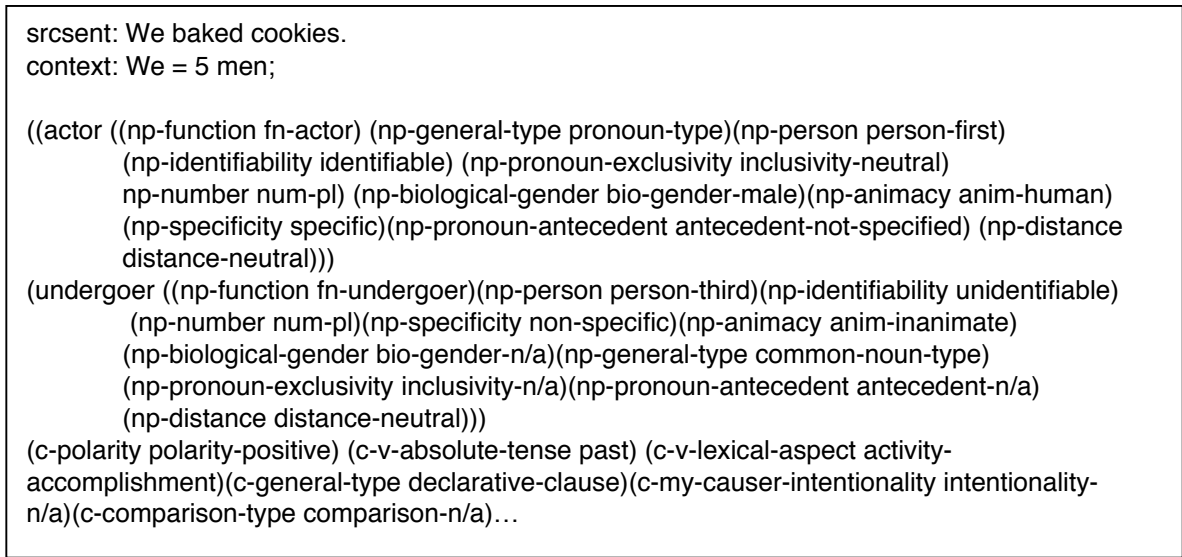 srcsent: We baked cookies.
context: We = 5 men;
((actor ((np-function fn-actor) (np-general-type pronoun-type)(np-person person-first)
(np-identifiability identifiable) (np-pronoun-exclusivity inclusivity-neutral)
np-number num-pl) (np-biological-gender bio-gender-male)(np-animacy anim-human)
(np-specificity specific)(np-pronoun-antecedent antecedent-not-specified) (np-distance
distance-neutral)))
(undergoer ((np-function fn-undergoer)(np-person person-third)(np-identifiability unidentifiable)
(np-number num-pl)(np-specificity non-specific)(np-animacy anim-inanimate)
(np-biological-gender bio-gender-n/a)(np-general-type common-noun-type)
(np-pronoun-exclusivity inclusivity-n/a)(np-pronoun-antecedent antecedent-n/a)
(np-distance distance-neutral)))
(c-polarity polarity-positive) (c-v-absolute-tense past) (c-v-lexical-aspect activity-
accomplishment)(c-general-type declarative-clause)(c-my-causer-intentionality intentionality-
n/a)(c-comparison-type comparison-n/a)…